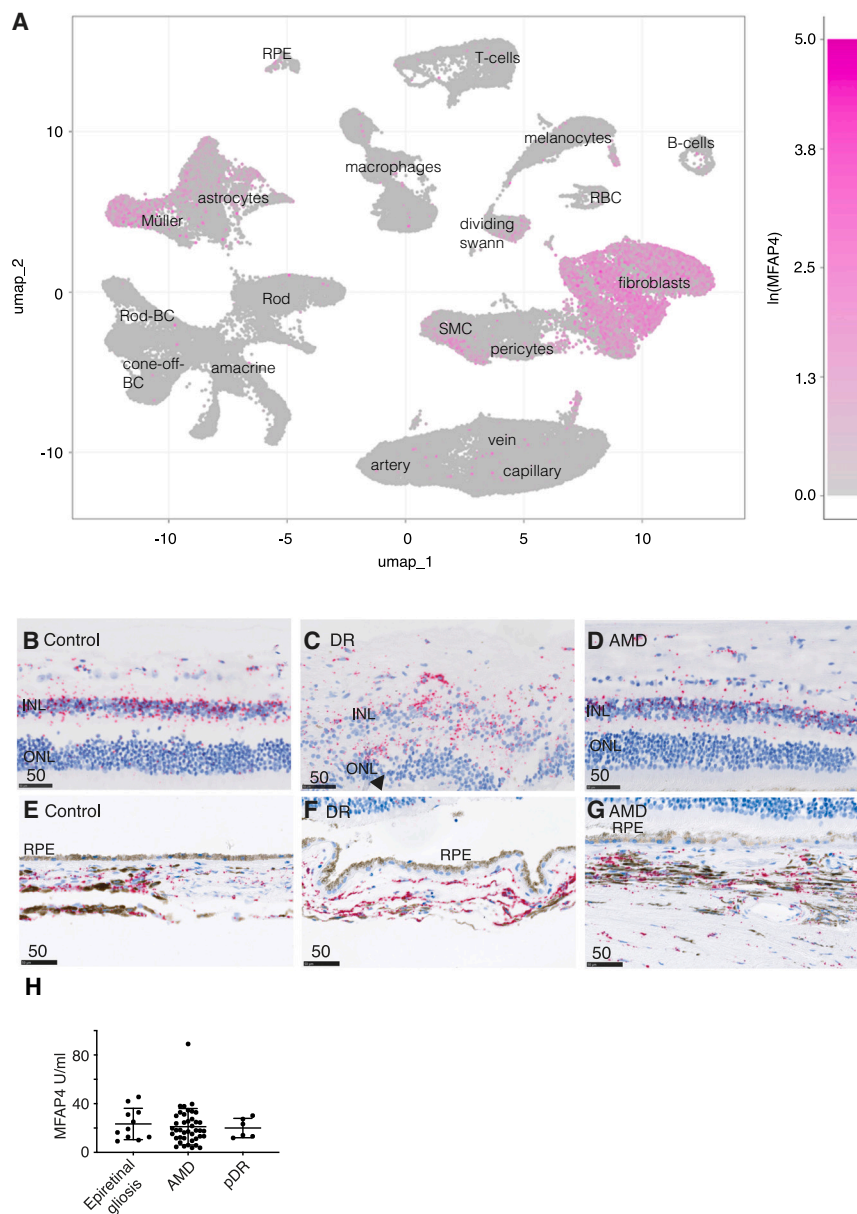 A
RPE
T-cells
melanocytes
B-cells
macrophages
astrocytes
Müller
RBC
dividing
swann
fibroblasts
Rod
Rod-BC
SMC
pericytes
cone-off-
BC
amacrine
vein
artery
capillary
10
0
-10
umap_2
-10
-5
0
5
10
umap_1
5.0
3.8
2.5
1.3
0.0
ln(MFAP4)
B Control
INL
ONL
50
C DR
INL
ONL
50
D AMD
INL
ONL
50
E Control
RPE
50
F DR
RPE
50
G AMD
RPE
50
H
MFAP4 U/ml
80
40
0
Epiretinal
gliosis
AMD
pDR